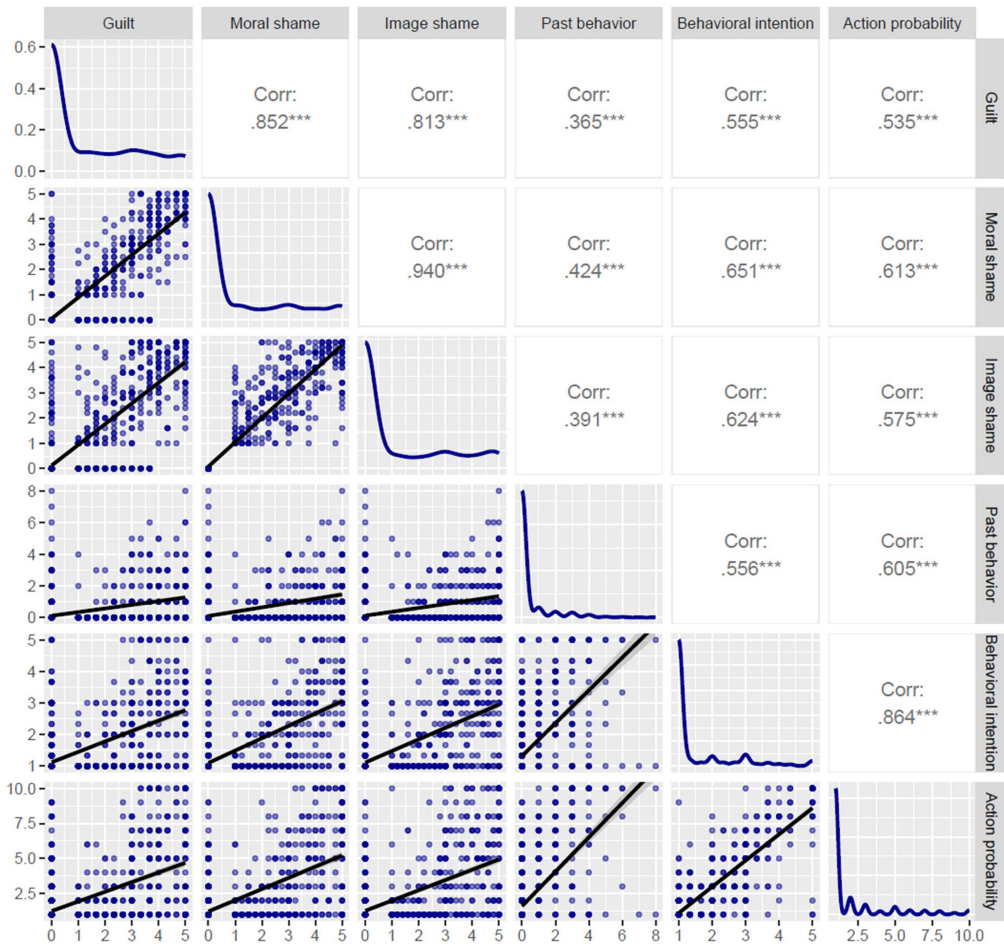 Guilt
Moral shame
Image shame
Past behavior
Behavioral intention
Action probability
0.6
0.4
0.2
0.0
Corr:
.852***
Corr:
.813***
Corr:
.365***
Corr:
.555***
Corr:
.535***
Guilt
5
4
3
2
1
0
Corr:
.940***
Corr:
.424***
Corr:
.651***
Corr:
.613***
Moral shame
5
4
3
2
1
0
Corr:
.391***
Corr:
.624***
Corr:
.575***
Image shame
8
6
4
2
0
Corr:
.556***
Corr:
.605***
Past behavior
5
4
3
2
1
Corr:
.864***
Behavioral intention
10.0
7.5
5.0
2.5
Action probability
0 1 2 3 4 5
0 1 2 3 4 5
0 1 2 3 4 5
0 2 4 6 8
1 2 3 4 5
2.5 5.0 7.5 10.0